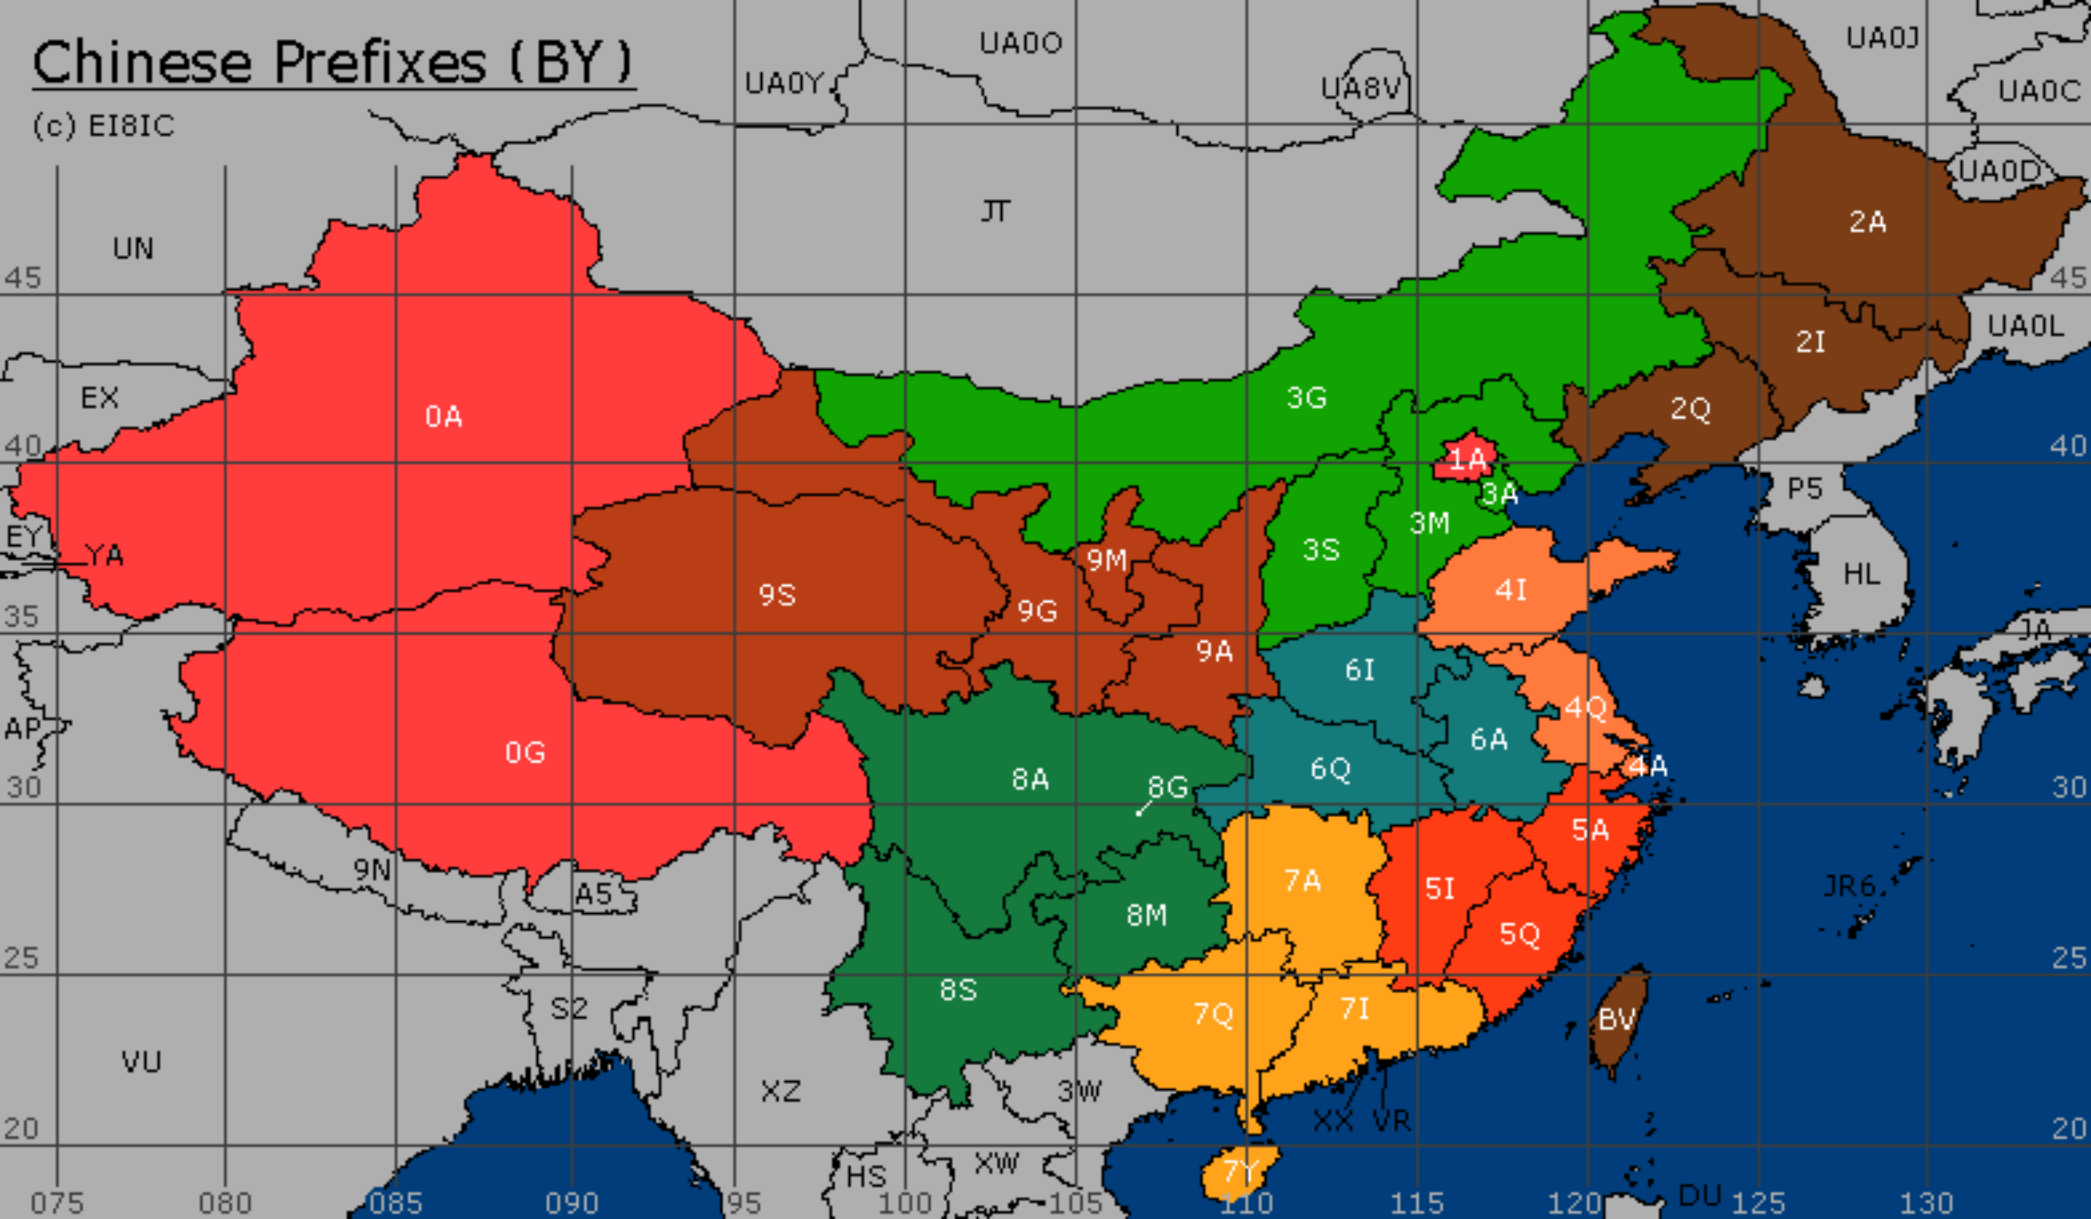 Chinese Prefixes (BY)
(c) EI8IC
UA0Y
UA0O
UA8V
UA0J
UA0C
UA0D
UN
JT
2A
45
45
UA0L
2I
EX
0A
3G
2Q
40
40
1A
3A
P5
3M
EY
YA
9S
9M
3S
HL
9G
4I
35
JA
9A
6I
AP
4Q
0G
6A
8A
6Q
4A
30
8G
30
5A
9N
A5
7A
5I
JR6
8M
5Q
25
25
8S
S2
7Q
7I
BV
VU
XZ
3W
XX
VR
20
20
HS
XW
7Y
DU
075
080
085
090
95
100
105
110
115
120
125
130